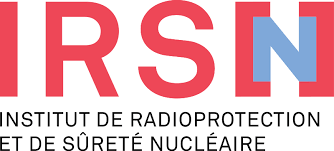 IRSN
INSTITUT DE RADIOPROTECTION
ET DE SÛRETÉ NUCLÉAIRE